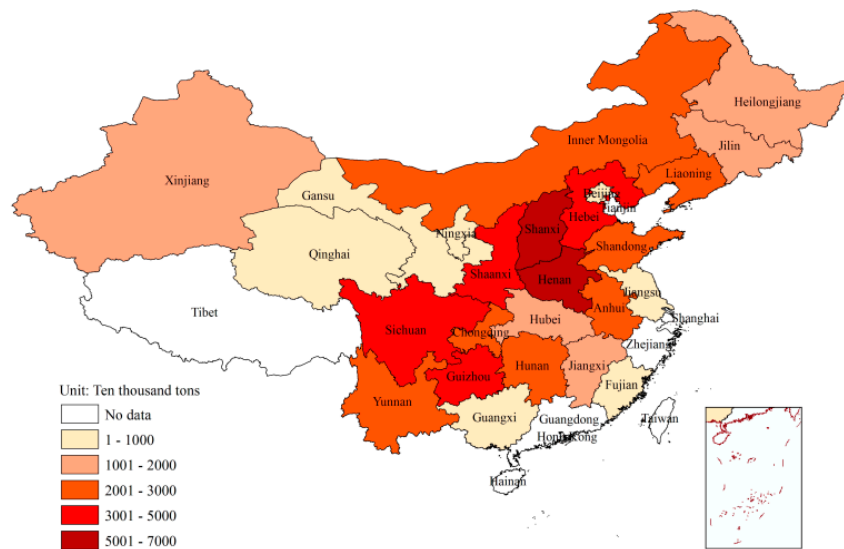 Heilongjiang
Jilin
Inner Mongolia
Liaoning
Xinjiang
Gansu
Beijing
Tianjin
Hebei
Ningxia
Shanxi
Shandong
Qinghai
Shaanxi
Henan
Jiangsu
Tibet
Anhui
Shanghai
Hubei
Sichuan
Chongqing
Zhejiang
Hunan
Jiangxi
Guizhou
Fujian
Yunnan
Guangxi
Guangdong
Taiwan
Hong Kong
Hainan
Unit: Ten thousand tons
No data
1 - 1000
1001 - 2000
2001 - 3000
3001 - 5000
5001 - 7000